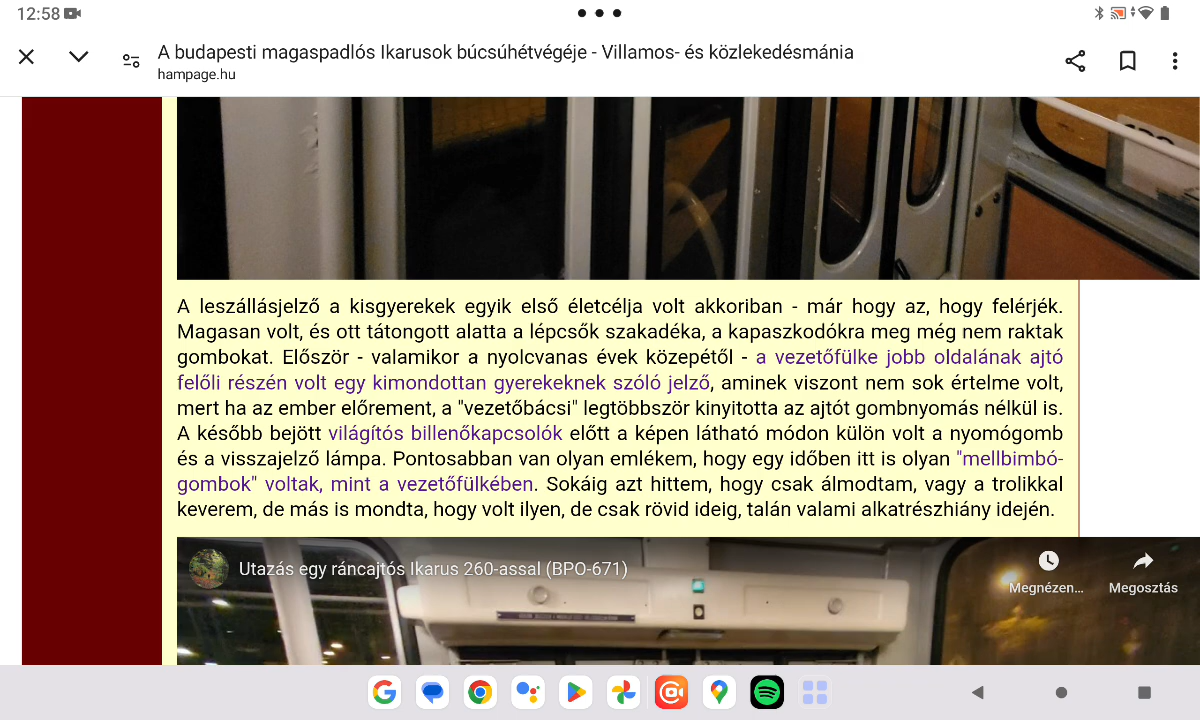 12:58
A budapesti magaspadlós Ikarusok búcsúhétvégéje - Villamos- és közlekedésmánia
hampage.hu
A leszállásjelző a kisgyerekek egyik első életcélja volt akkoriban - már hogy az, hogy felérjék.
Magasan volt, és ott tátongott alatta a lépcsők szakadéka, a kapaszkodókra meg még nem raktak
gombokat. Először - valamikor a nyolcvanas évek közepétől - a vezetőfülke jobb oldalának ajtó
felőli részén volt egy kimondottan gyerekeknek szóló jelző, aminek viszont nem sok értelme volt,
mert ha az ember előrement, a "vezetőbácsi" legtöbbször kinyitotta az ajtót gombnyomás nélkül is.
A később bejött világítós billenőkapcsolók előtt a képen látható módon külön volt a nyomógomb
és a visszajelző lámpa. Pontosabban van olyan emlékem, hogy egy időben itt is olyan "mellbimbó-
gombok" voltak, mint a vezetőfülkében. Sokáig azt hittem, hogy csak álmodtam, vagy a trolikkal
keverem, de más is mondta, hogy volt ilyen, de csak rövid ideig, talán valami alkatrészhiány idején.
Utazás egy ráncajtós Ikarus 260-assal (BPO-671)
Megnézen...
Megosztás